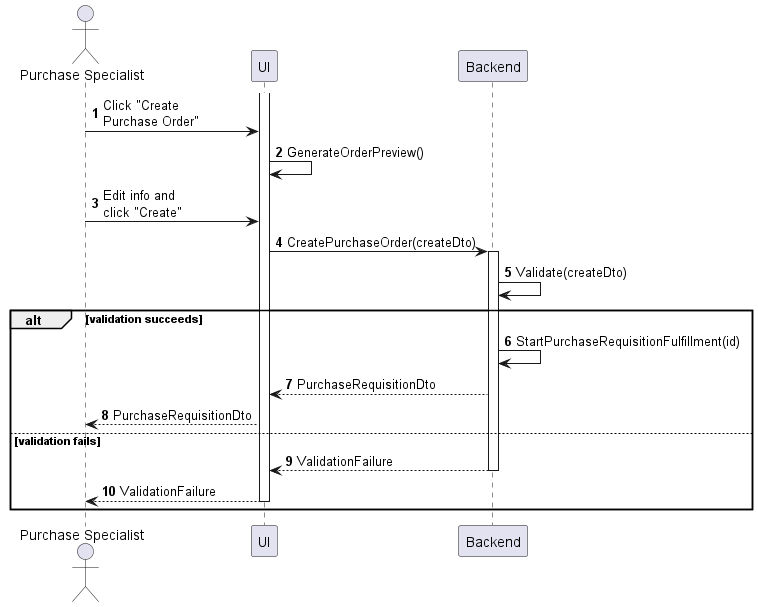 Purchase Specialist
UI
Backend
1 Click "Create
Purchase Order"
2 GenerateOrderPreview()
3 Edit info and
click "Create"
4 CreatePurchaseOrder(createDto)
5 Validate(createDto)
alt [validation succeeds]
6 StartPurchaseRequisitionFulfillment(id)
7 PurchaseRequisitionDto
8 PurchaseRequisitionDto
[validation fails]
9 ValidationFailure
10 ValidationFailure
Purchase Specialist
UI
Backend